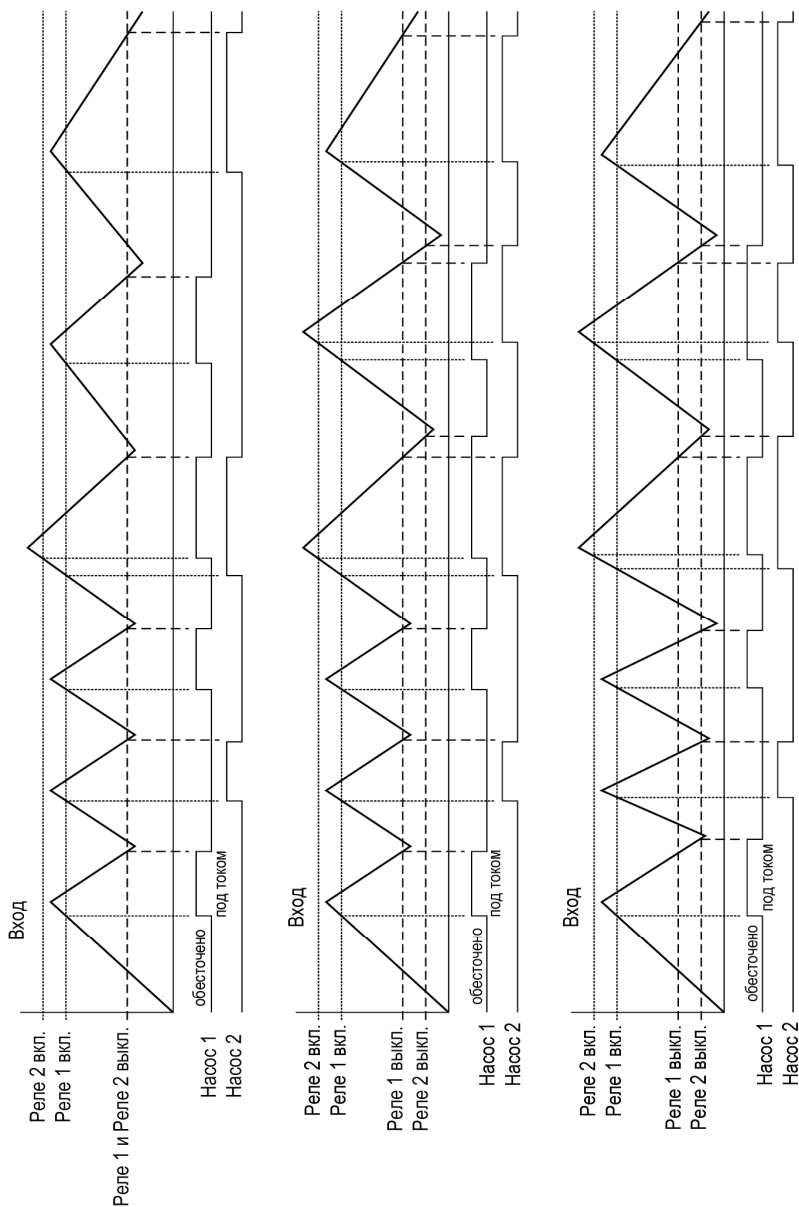 Вход
Реле 2 вкл.
Реле 1 вкл.
Реле 1 и Реле 2 выкл.
обесточено
под током
Насос 1
Насос 2
Вход
Реле 2 вкл.
Реле 1 вкл.
Реле 1 выкл.
Реле 2 выкл.
обесточено
под током
Насос 1
Насос 2
Вход
Реле 2 вкл.
Реле 1 вкл.
Реле 1 выкл.
Реле 2 выкл.
обесточено
под током
Насос 1
Насос 2